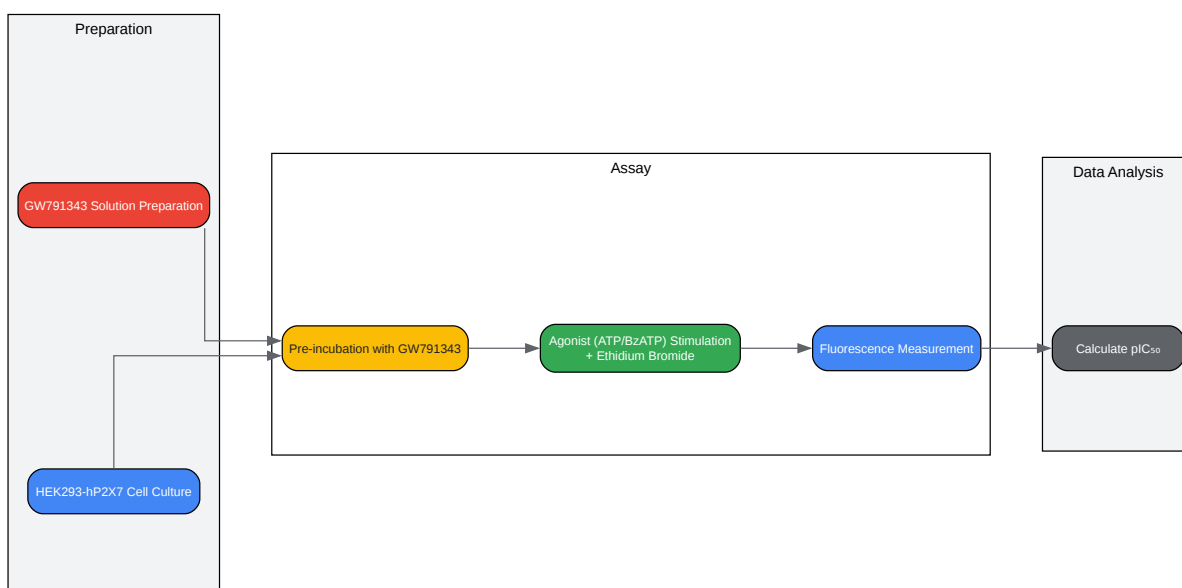 Preparation
GW791343 Solution Preparation
HEK293-hP2X7 Cell Culture
Assay
Pre-incubation with GW791343
Agonist (ATP/BzATP) Stimulation
+ Ethidium Bromide
Fluorescence Measurement
Data Analysis
Calculate pIC₅₀